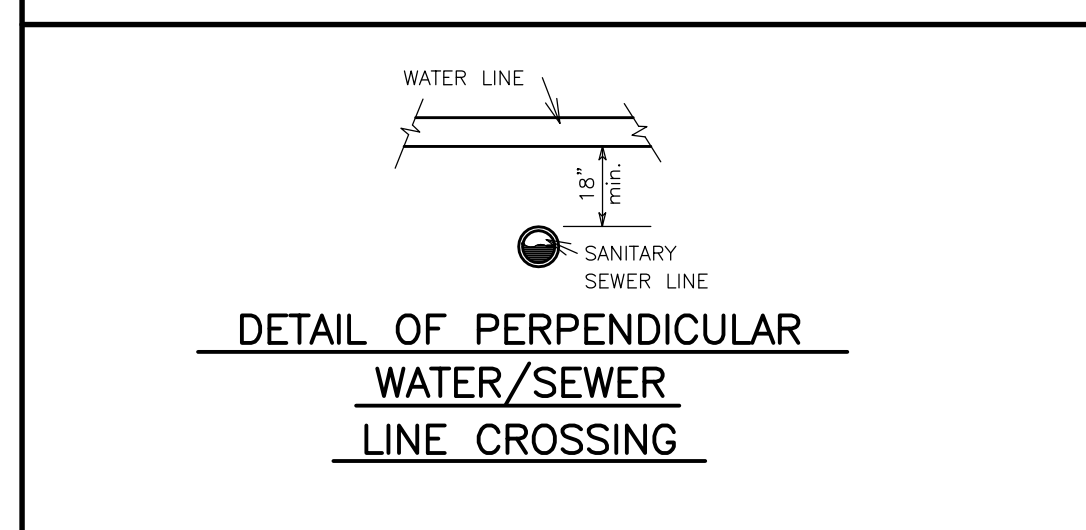 WATER LINE
18"
min.
SANITARY
SEWER LINE
DETAIL OF PERPENDICULAR
WATER/SEWER
LINE CROSSING